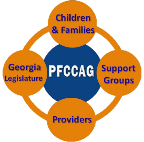 Children
& Families
Georgia
Legislature
PFCCAG
Support
Groups
Providers